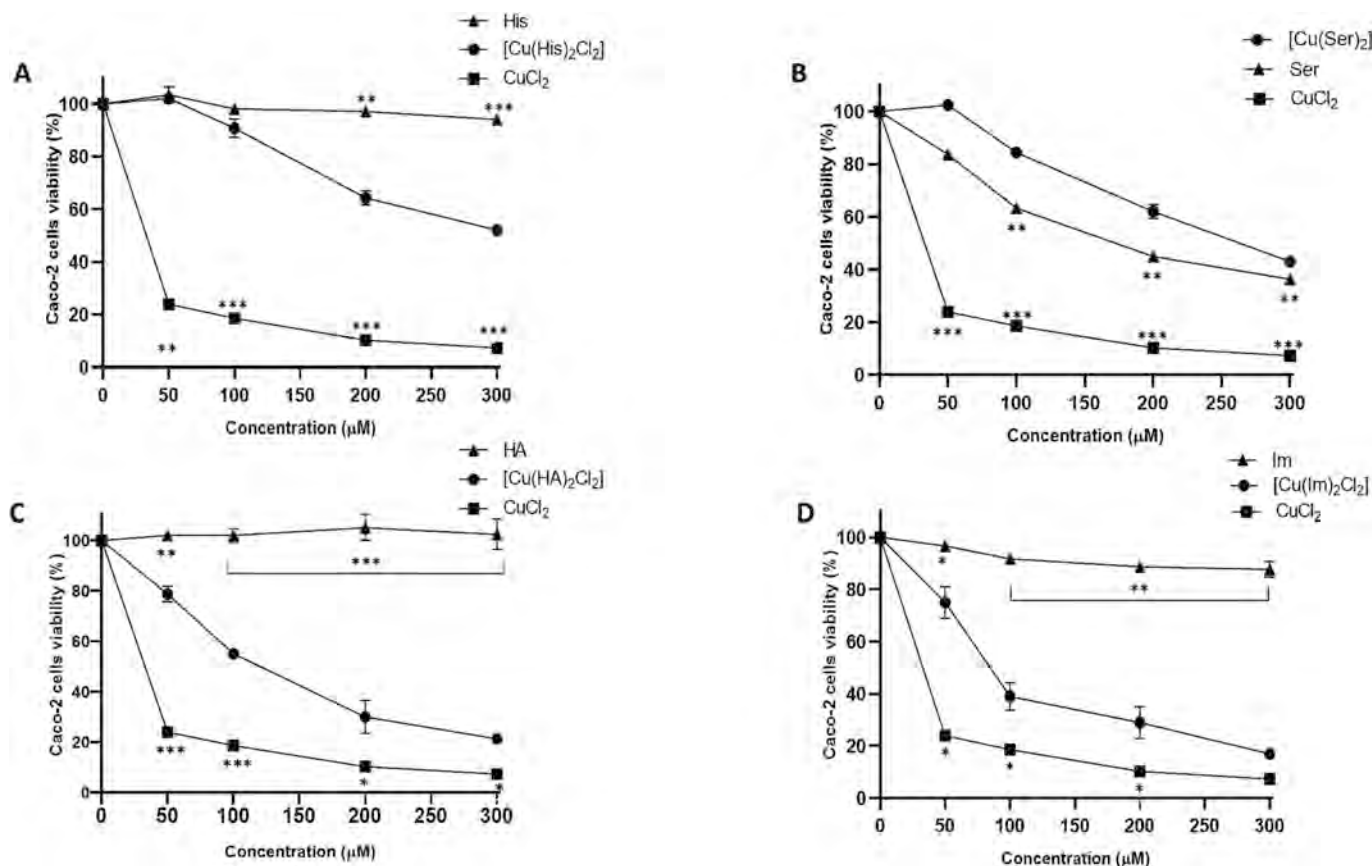 A
His
[Cu(His)₂Cl₂]
CuCl₂
Caco-2 cells viability (%)
100
80
60
40
20
0
** ***
** *** *** ***
0 50 100 150 200 250 300
Concentration (μM)
B
[Cu(Ser)₂]
Ser
CuCl₂
Caco-2 cells viability (%)
100
80
60
40
20
0
** ** **
*** *** *** ***
0 50 100 150 200 250 300
Concentration (μM)
C
HA
[Cu(HA)₂Cl₂]
CuCl₂
Caco-2 cells viability (%)
100
80
60
40
20
0
** ***
*** *** * *
0 50 100 150 200 250 300
Concentration (μM)
D
Im
[Cu(Im)₂Cl₂]
CuCl₂
Caco-2 cells viability (%)
100
80
60
40
20
0
* **
* * *
0 50 100 150 200 250 300
Concentration (μM)